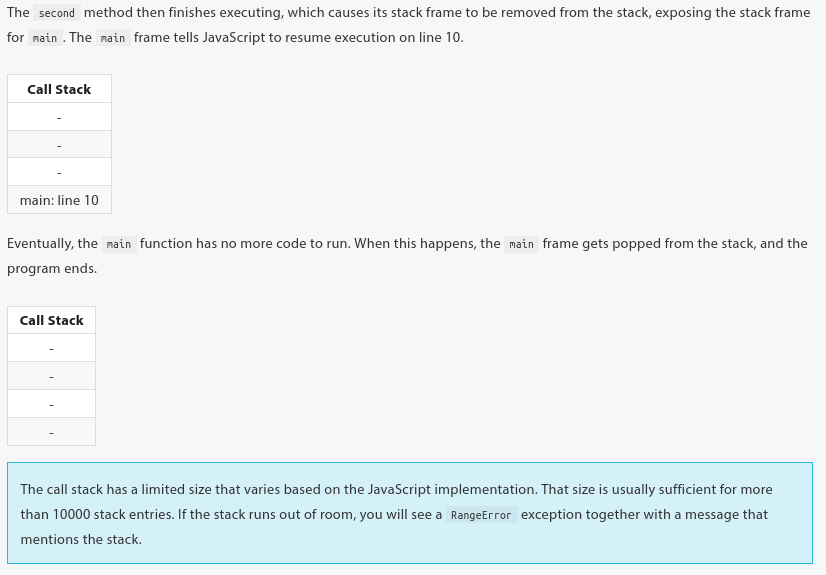 The second method then finishes executing, which causes its stack frame to be removed from the stack, exposing the stack frame
for main . The main frame tells JavaScript to resume execution on line 10.
Call Stack
-
-
-
main: line 10
Eventually, the main function has no more code to run. When this happens, the main frame gets popped from the stack, and the
program ends.
Call Stack
-
-
-
-
The call stack has a limited size that varies based on the JavaScript implementation. That size is usually sufficient for more
than 10000 stack entries. If the stack runs out of room, you will see a RangeError exception together with a message that
mentions the stack.